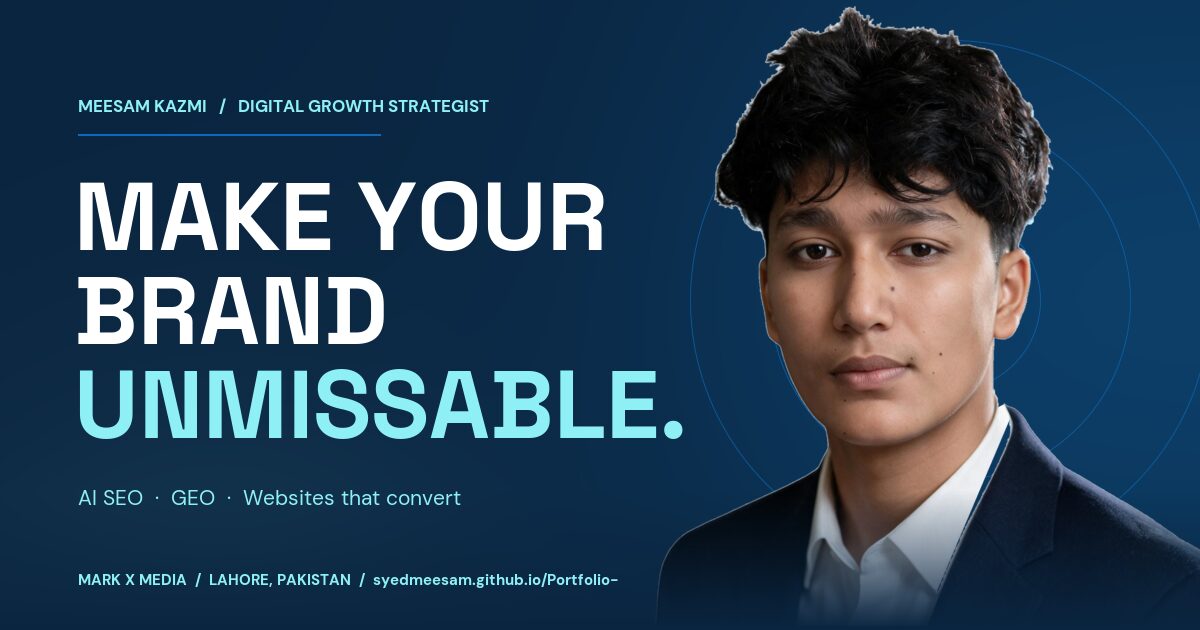 MEESAM KAZMI / DIGITAL GROWTH STRATEGIST
MAKE YOUR
BRAND
UNMISSABLE.
AI SEO · GEO · Websites that convert
MARK X MEDIA / LAHORE, PAKISTAN / syedmeesam.github.io/Portfolio-